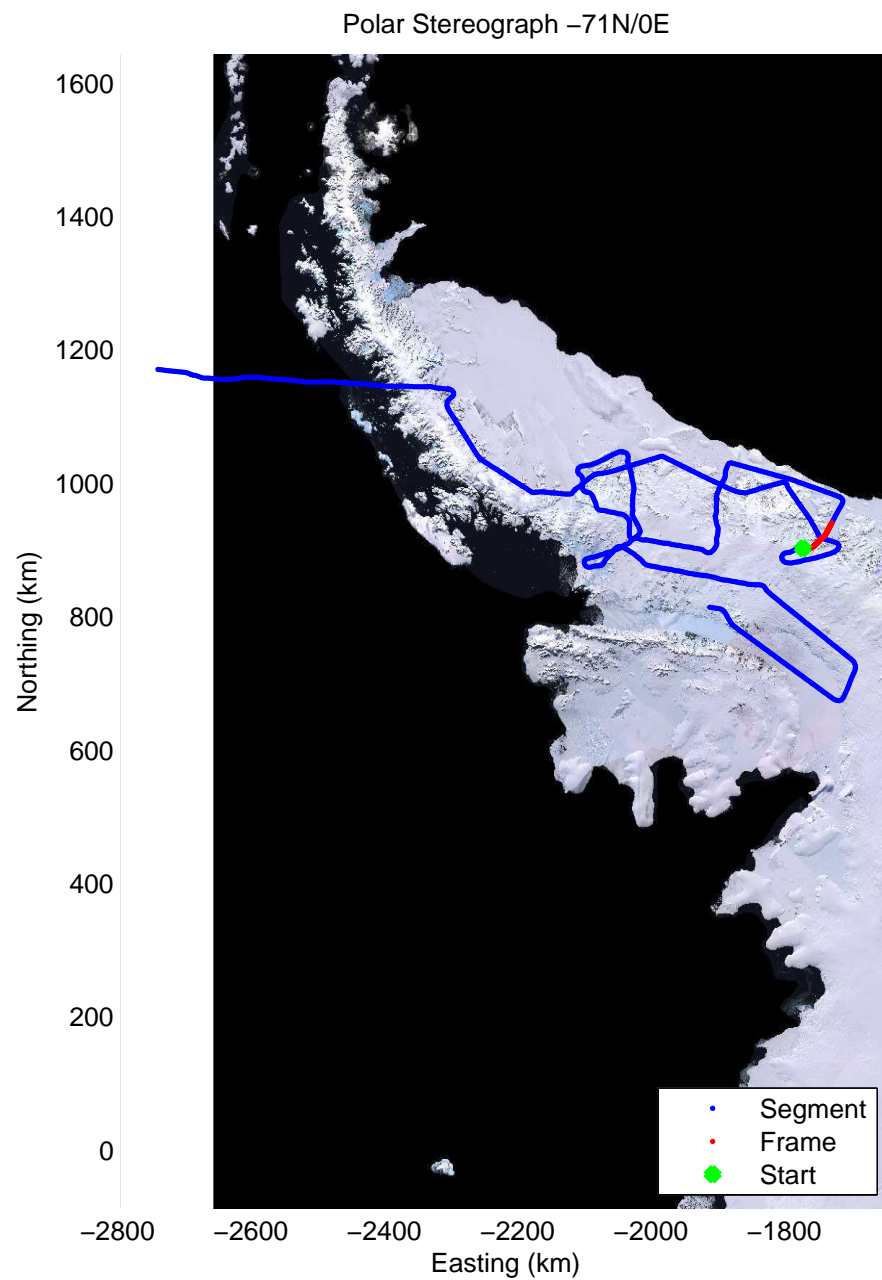 Polar Stereograph −71N/0E
1600
1400
1200
1000
800
600
400
200
0
Northing (km)
−2800 −2600 −2400 −2200 −2000 −1800
Easting (km)
Segment
Frame
Start